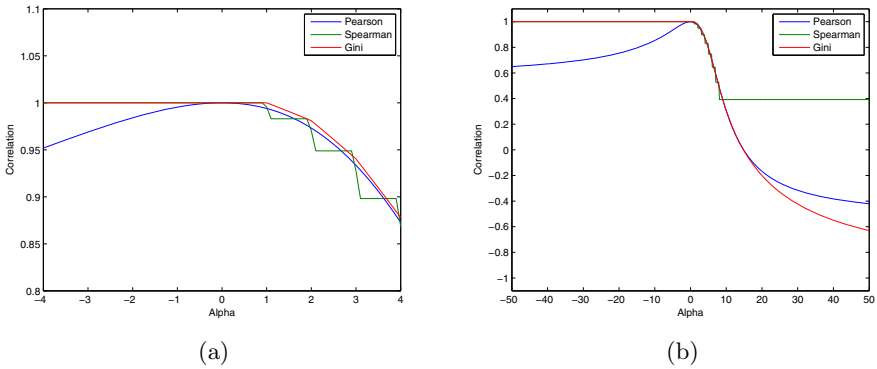 1.1
1.05
1
0.95
0.9
0.85
0.8
Correlation
Pearson
Spearman
Gini
−4 −3 −2 −1 0 1 2 3 4
Alpha
(a)
1
0.8
0.6
0.4
0.2
0
−0.2
−0.4
−0.6
−0.8
−1
Correlation
Pearson
Spearman
Gini
−50 −40 −30 −20 −10 0 10 20 30 40 50
Alpha
(b)